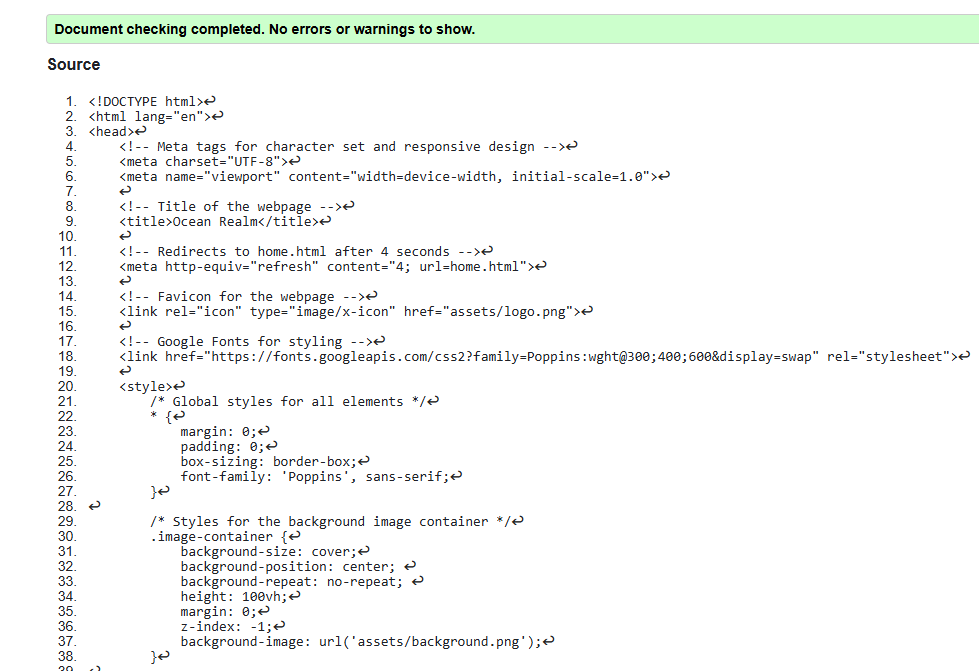 Document checking completed. No errors or warnings to show.
Source
1. <!DOCTYPE html>↩
2. <html lang="en">↩
3. <head>↩
4.     <!-- Meta tags for character set and responsive design -->↩
5.     <meta charset="UTF-8">↩
6.     <meta name="viewport" content="width=device-width, initial-scale=1.0">↩
7.     ↩
8.     <!-- Title of the webpage -->↩
9.     <title>Ocean Realm</title>↩
10.     ↩
11.     <!-- Redirects to home.html after 4 seconds -->↩
12.     <meta http-equiv="refresh" content="4; url=home.html">↩
13.     ↩
14.     <!-- Favicon for the webpage -->↩
15.     <link rel="icon" type="image/x-icon" href="assets/logo.png">↩
16.     ↩
17.     <!-- Google Fonts for styling -->↩
18.     <link href="https://fonts.googleapis.com/css2?family=Poppins:wght@300;400;600&display=swap" rel="stylesheet">↩
19.     ↩
20.     <style>↩
21.         /* Global styles for all elements */↩
22.         * {↩
23.             margin: 0;↩
24.             padding: 0;↩
25.             box-sizing: border-box;↩
26.             font-family: 'Poppins', sans-serif;↩
27.         }↩
28. ↩
29.         /* Styles for the background image container */↩
30.         .image-container {↩
31.             background-size: cover;↩
32.             background-position: center; ↩
33.             background-repeat: no-repeat; ↩
34.             height: 100vh;↩
35.             margin: 0;↩
36.             z-index: -1;↩
37.             background-image: url('assets/background.png');↩
38.         }↩
39. ↩